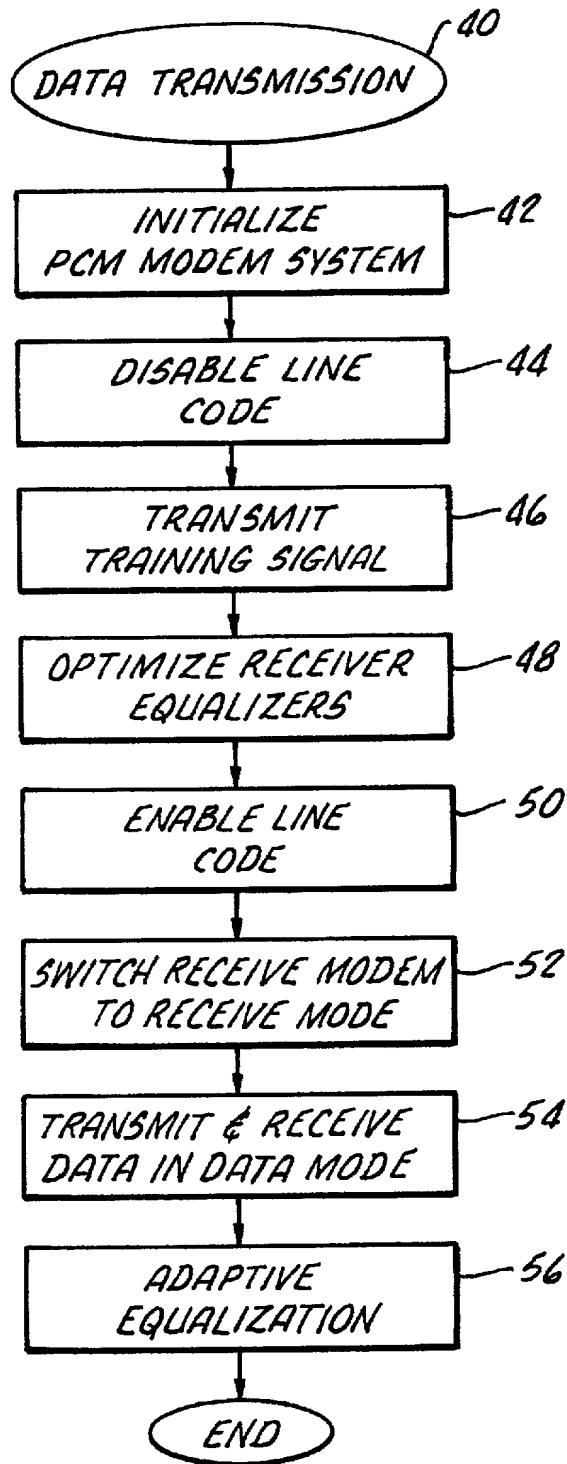 40
DATA TRANSMISSION
INITIALIZE
PCM MODEM SYSTEM
42
DISABLE LINE
CODE
44
TRANSMIT
TRAINING SIGNAL
46
OPTIMIZE RECEIVER
EQUALIZERS
48
ENABLE LINE
CODE
50
SWITCH RECEIVE MODEM
TO RECEIVE MODE
52
TRANSMIT & RECEIVE
DATA IN DATA MODE
54
ADAPTIVE
EQUALIZATION
56
END